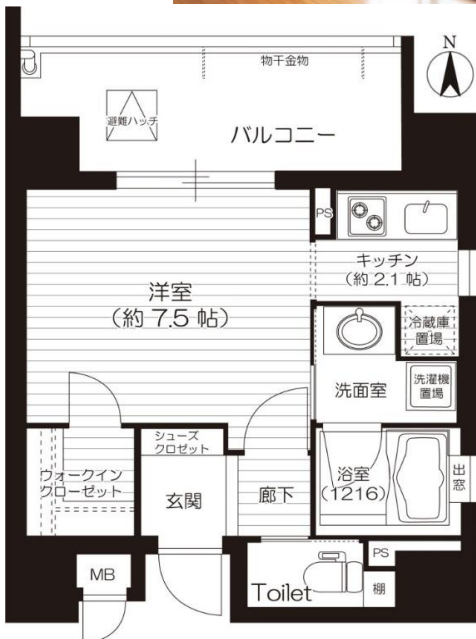 N
物干金物
避難ハッチ
バルコニー
PS
キッチン
(約 2.1 帖)
洋室
(約 7.5 帖)
冷蔵庫
置場
洗面室
洗濯機
置場
シューズ
クロゼット
ウォークイン
クローゼット
玄関
廊下
浴室
(1216)
出窓
MB
PS
Toilet
棚